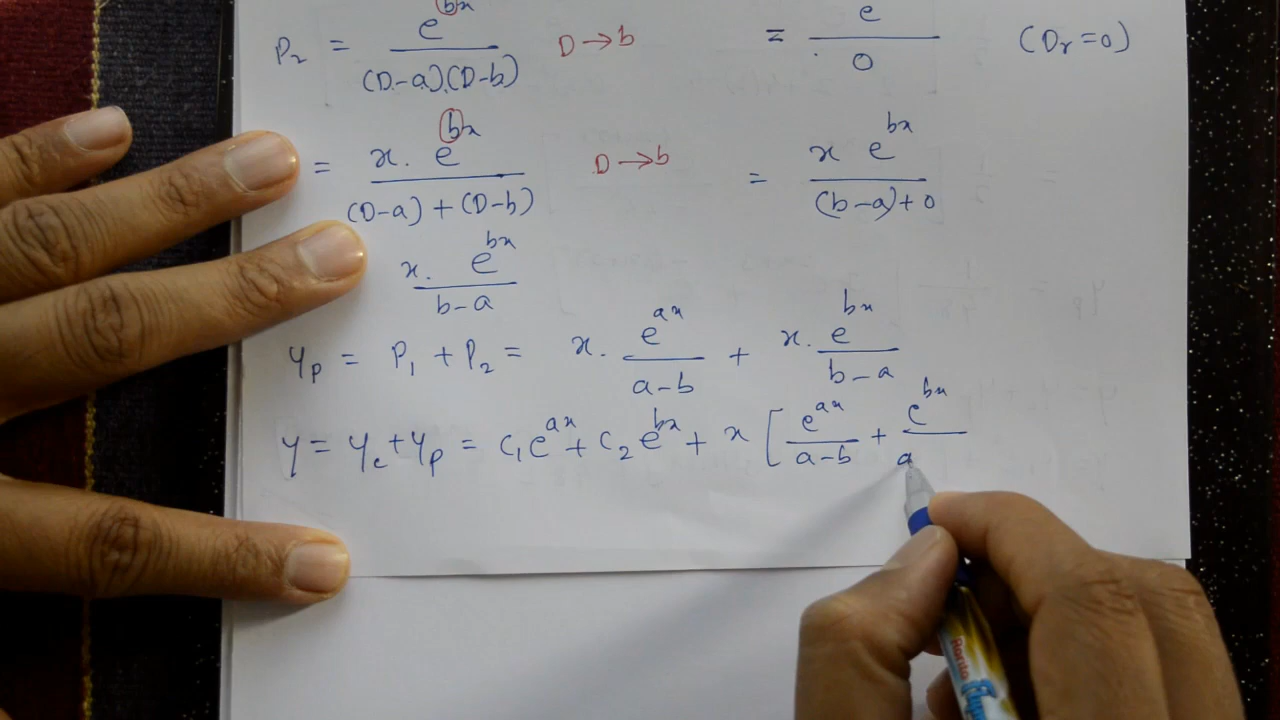 P₂ = e^{bx} / (D-a)(D-b) D→b = e / 0 (Dr=0)
= x. e^{bx} / (D-a) + (D-b) D→b = x e^{bx} / (b-a)+0
x. e^{bx} / b-a
yp = P₁ + P₂ = x. e^{ax} / a-b + x. e^{bx} / b-a
y = yc+yp = c₁e^{ax} + c₂e^{bx} + x [ e^{ax} / a-b + e^{bx} / a
Rorito